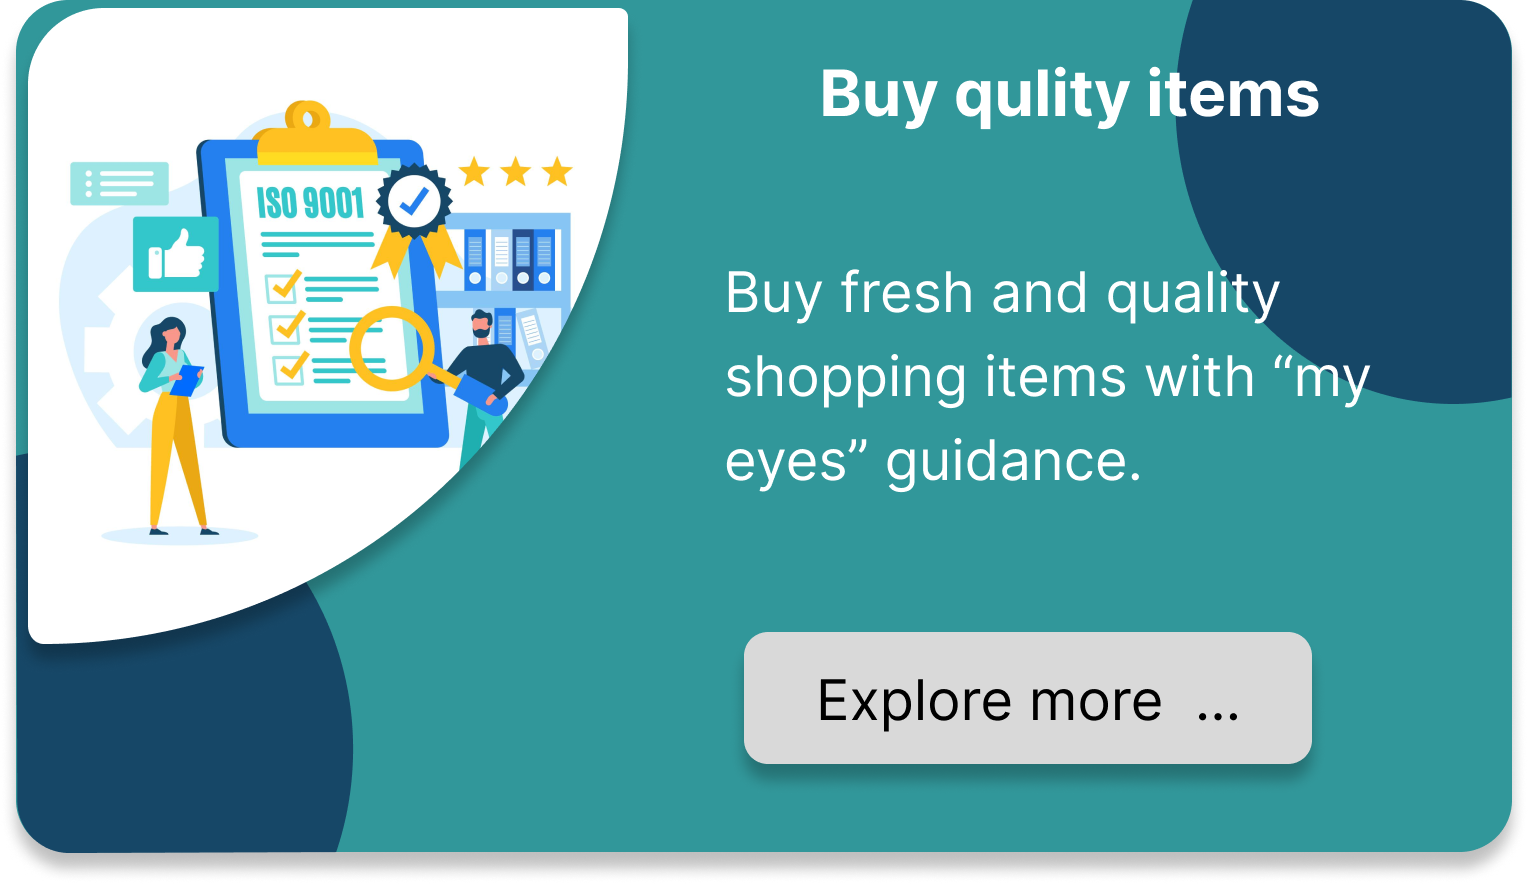 Buy qulity items
ISO 9001
Buy fresh and quality
shopping items with “my
eyes” guidance.
Explore more ...